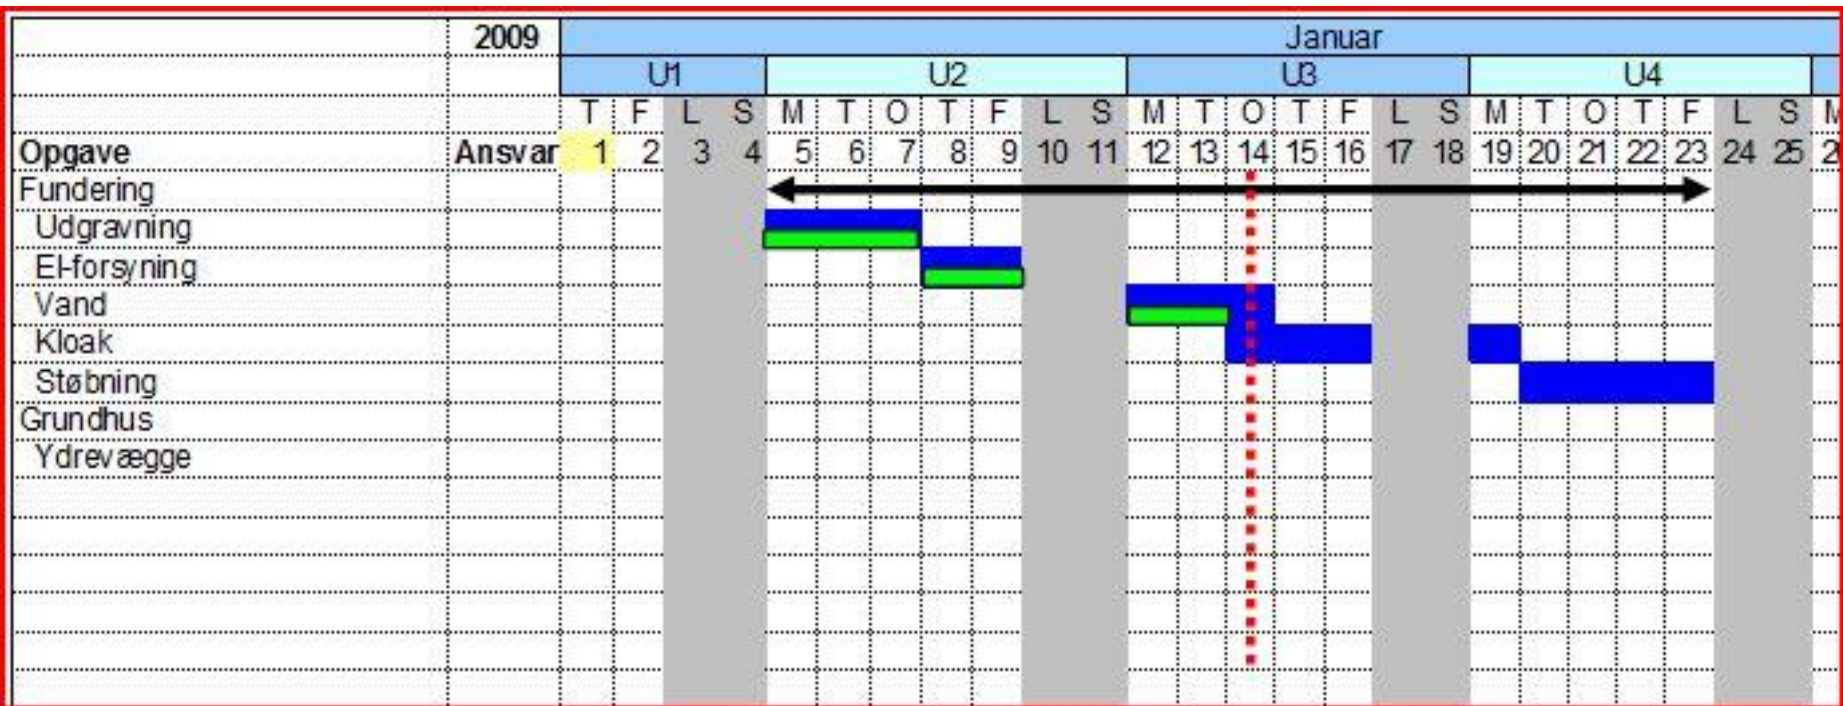 2009 Januar
U1 U2 U3 U4
T F L S M T O T F L S M T O T F L S M T O T F L S M
Opgave Ansvar 1 2 3 4 5 6 7 8 9 10 11 12 13 14 15 16 17 18 19 20 21 22 23 24 25
Fundering
Udgravning
El-forsyning
Vand
Kloak
Støbning
Grundhus
Ydrevægge